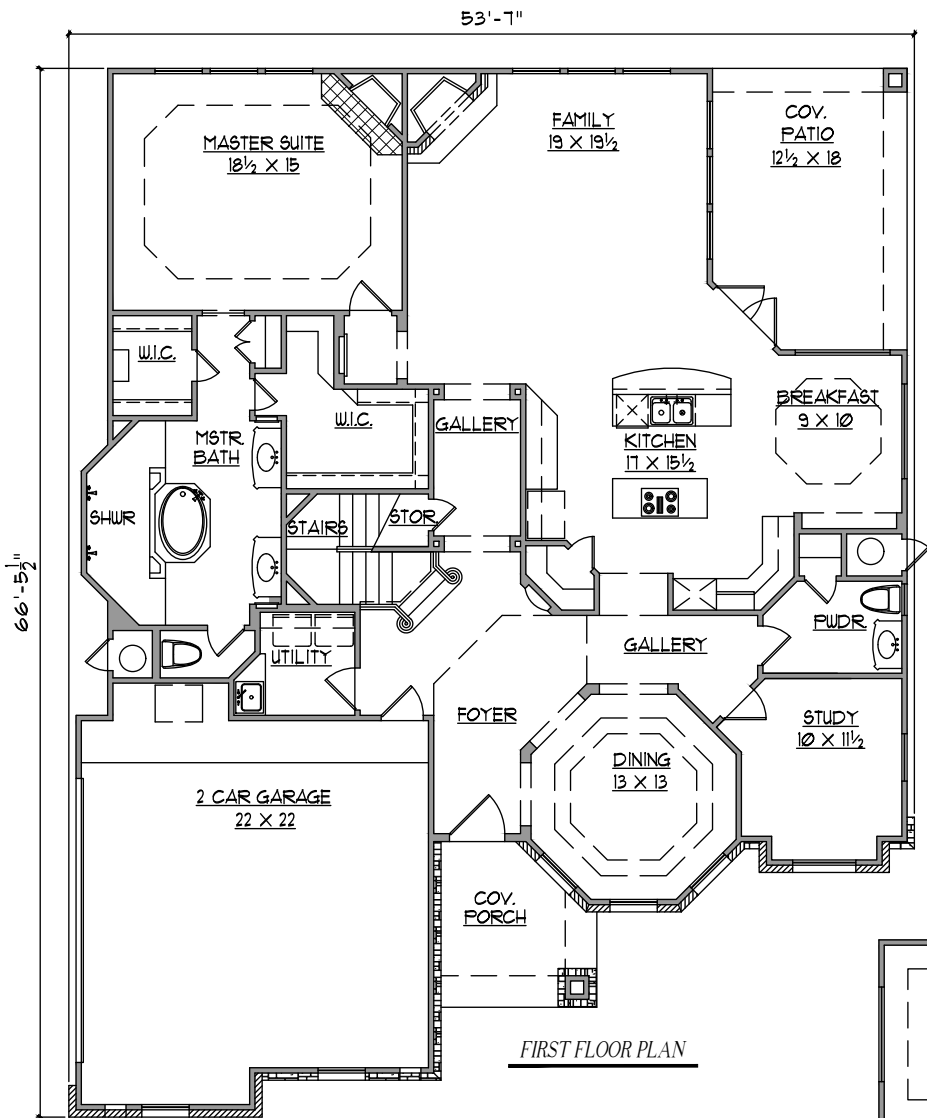 53'-7"
66'-5½"
MASTER SUITE
18½ X 15
FAMILY
19 X 19½
COV.
PATIO
12½ X 18
W.I.C.
MSTR.
BATH
W.I.C.
GALLERY
KITCHEN
17 X 15½
BREAKFAST
9 X 10
SHWR
STAIRS
STOR.
UTILITY
GALLERY
PWDR.
FOYER
DINING
13 X 13
STUDY
10 X 11½
2 CAR GARAGE
22 X 22
COV.
PORCH
FIRST FLOOR PLAN